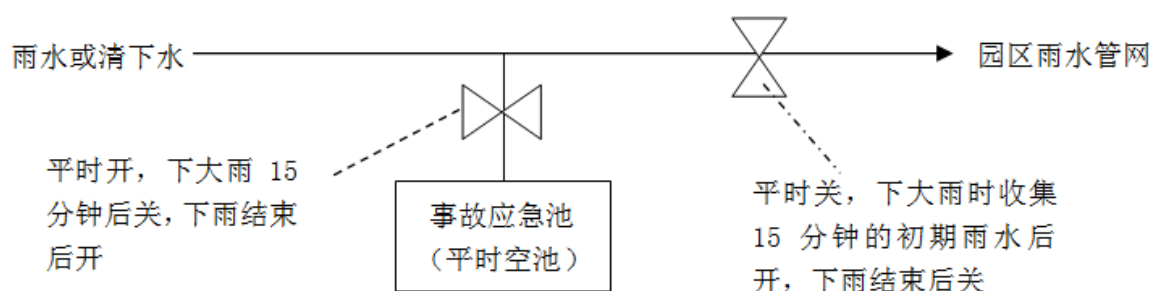 雨水或清下水
园区雨水管网
平时开，下大雨 15
分钟后关，下雨结束
后开
事故应急池
（平时空池）
平时关，下大雨时收集
15 分钟的初期雨水后
开，下雨结束后关